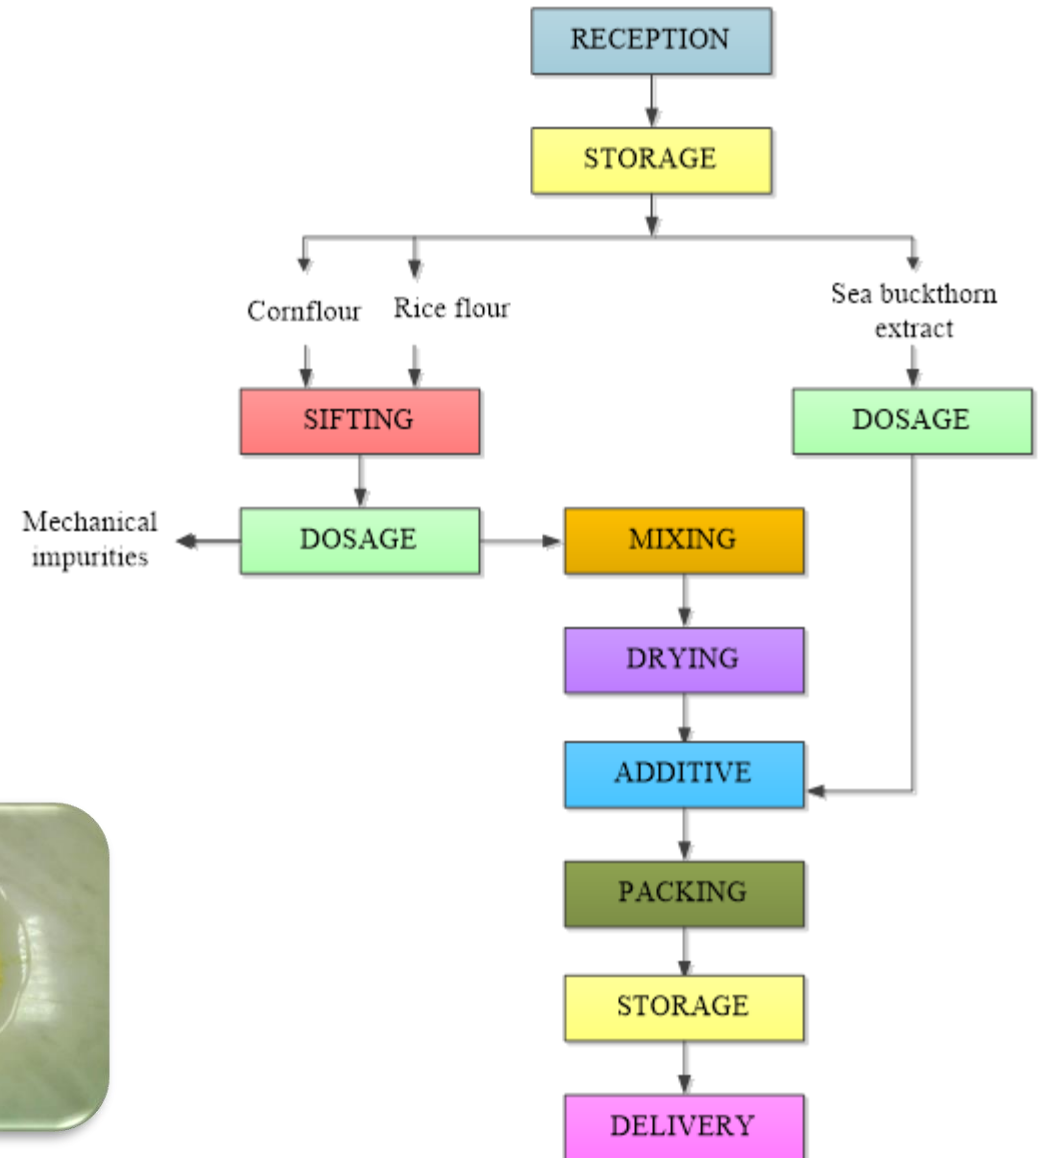 RECEPTION
STORAGE
Cornflour
Rice flour
Sea buckthorn
extract
SIFTING
DOSAGE
Mechanical
impurities
DOSAGE
MIXING
DRYING
ADDITIVE
PACKING
STORAGE
DELIVERY